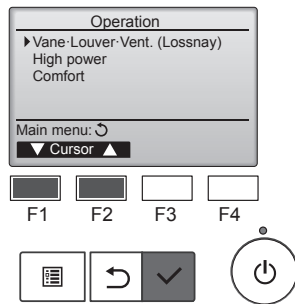 Operation
Vane·Louver·Vent. (Lossnay)
High power
Comfort
Main menu:
Cursor
F1 F2 F3 F4